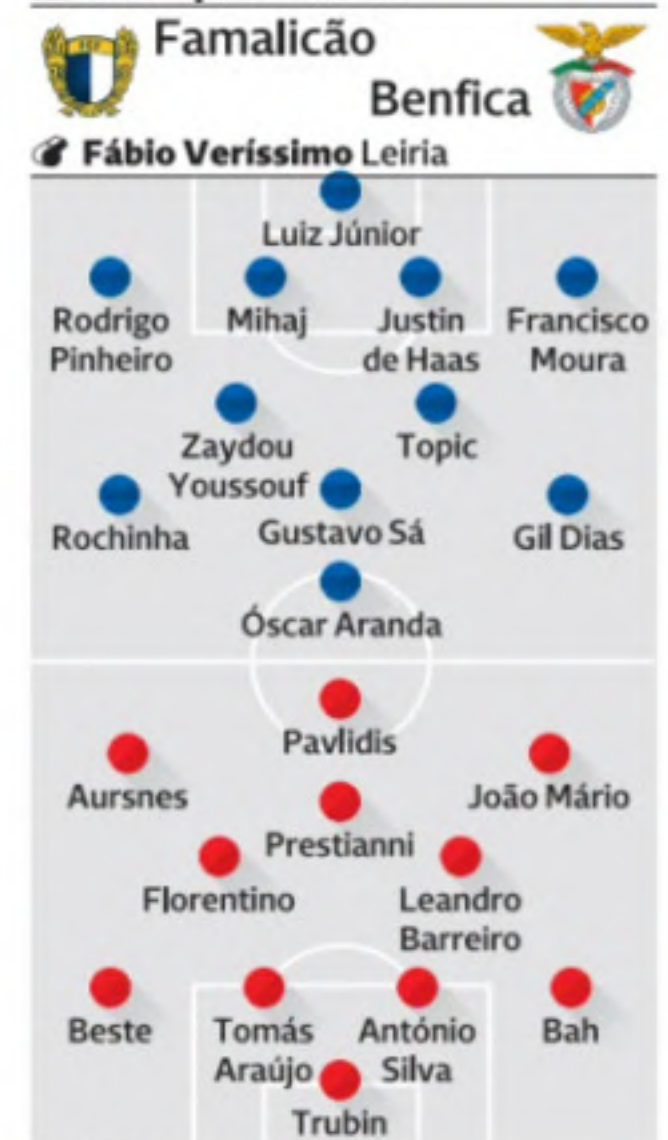 Famalicão
Benfica
Fábio Veríssimo Leiria
Luiz Júnior
Rodrigo Pinheiro
Mihaj
Justin de Haas
Francisco Moura
Zaydou Youssouf
Topic
Rochinha
Gustavo Sá
Gil Dias
Óscar Aranda
Pavlidis
Aursnes
João Mário
Prestianni
Florentino
Leandro Barreiro
Beste
Tomás Araújo
António Silva
Bah
Trubin